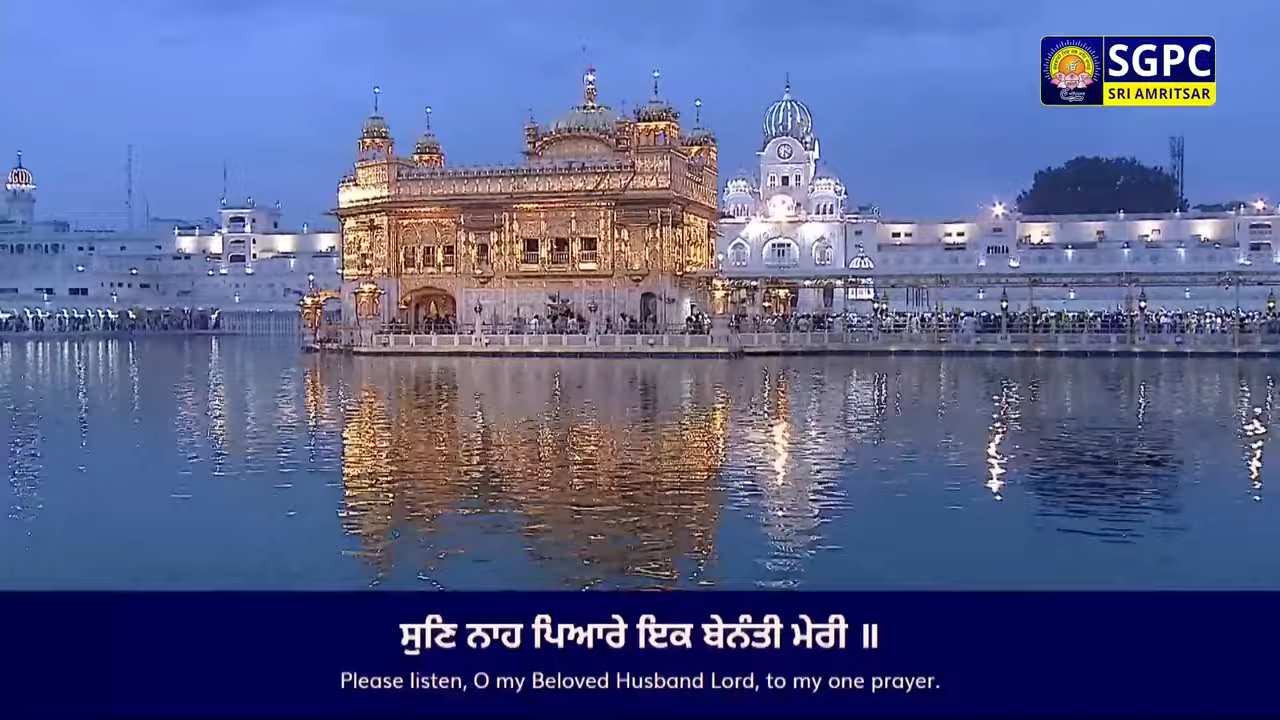 SGPC
SRI AMRITSAR
ਸੁਣਿ ਨਾਹ ਪਿਆਰੇ ਇਕ ਬੇਨੰਤੀ ਮੇਰੀ ॥
Please listen, O my Beloved Husband Lord, to my one prayer.